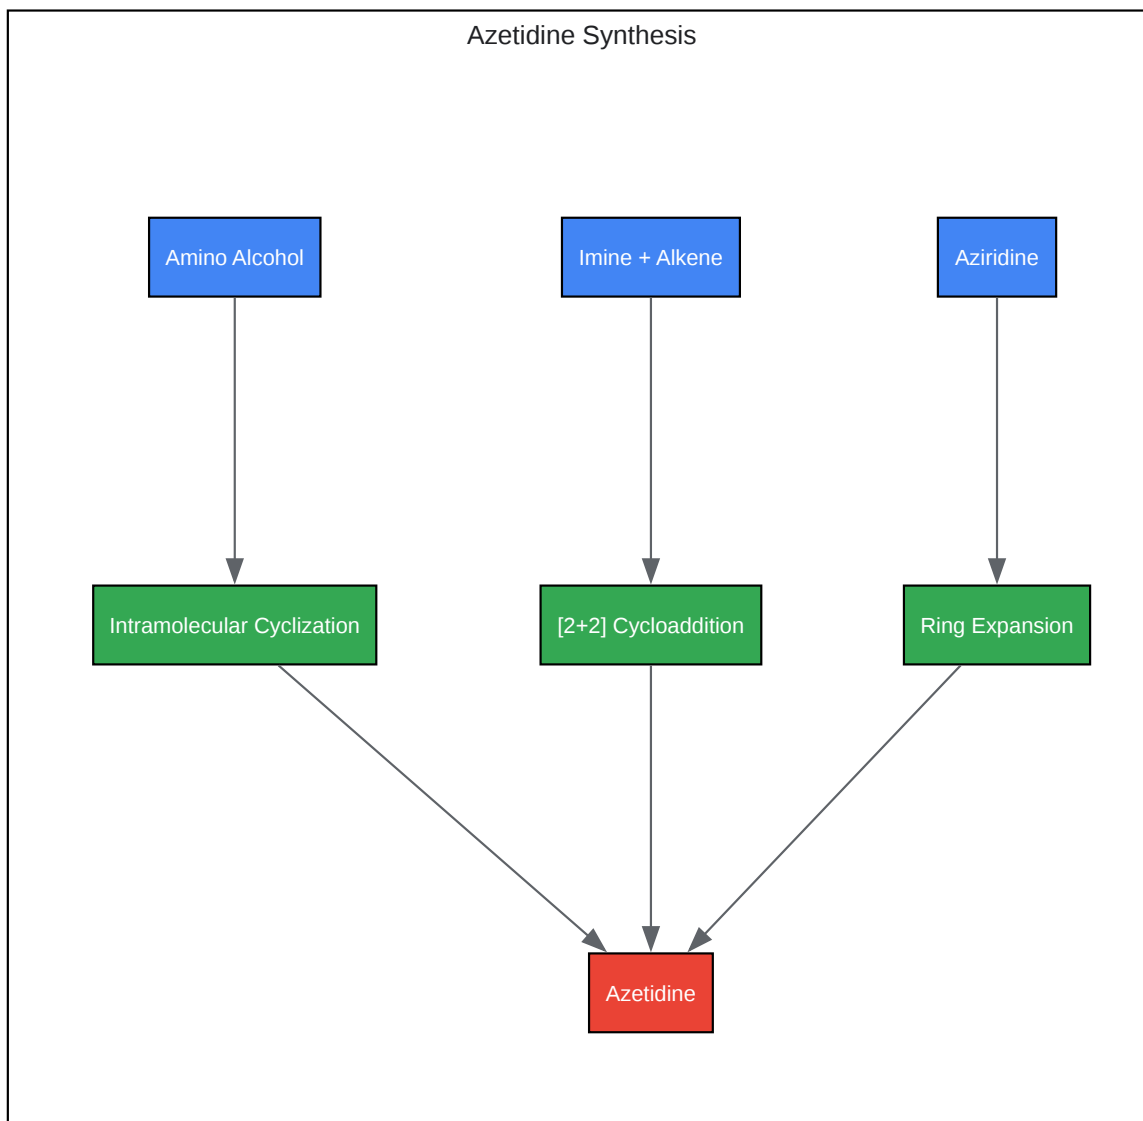 Azetidine Synthesis
Amino Alcohol
Imine + Alkene
Aziridine
Intramolecular Cyclization
[2+2] Cycloaddition
Ring Expansion
Azetidine